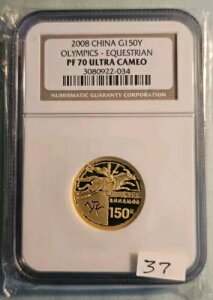 2008 CHINA G150Y
OLYMPICS - EQUESTRIAN
PF 70 ULTRA CAMEO
3080922-034
NUMISMATIC GUARANTY CORPORATION
150元
37